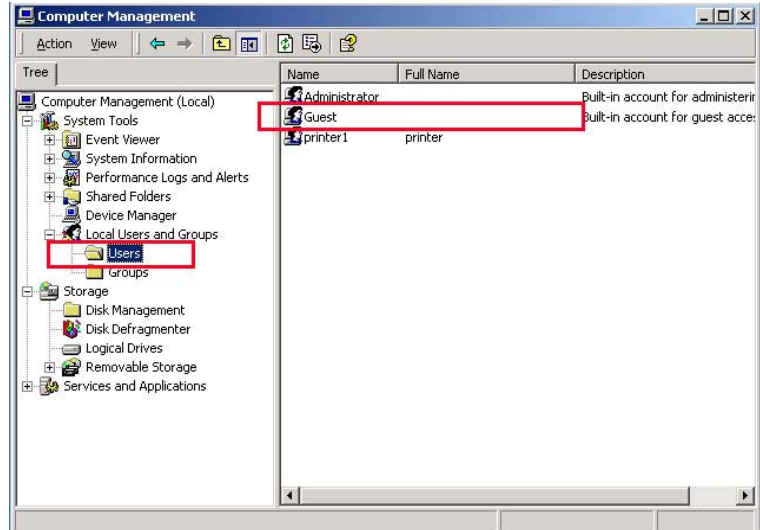 Computer Management
Action View
Tree
Name Full Name Description
Computer Management (Local)
System Tools
Event Viewer
System Information
Performance Logs and Alerts
Shared Folders
Device Manager
Local Users and Groups
Users
Groups
Storage
Disk Management
Disk Defragmenter
Logical Drives
Removable Storage
Services and Applications
Administrator Built-in account for administerin
Guest Built-in account for guest acces
printer1 printer